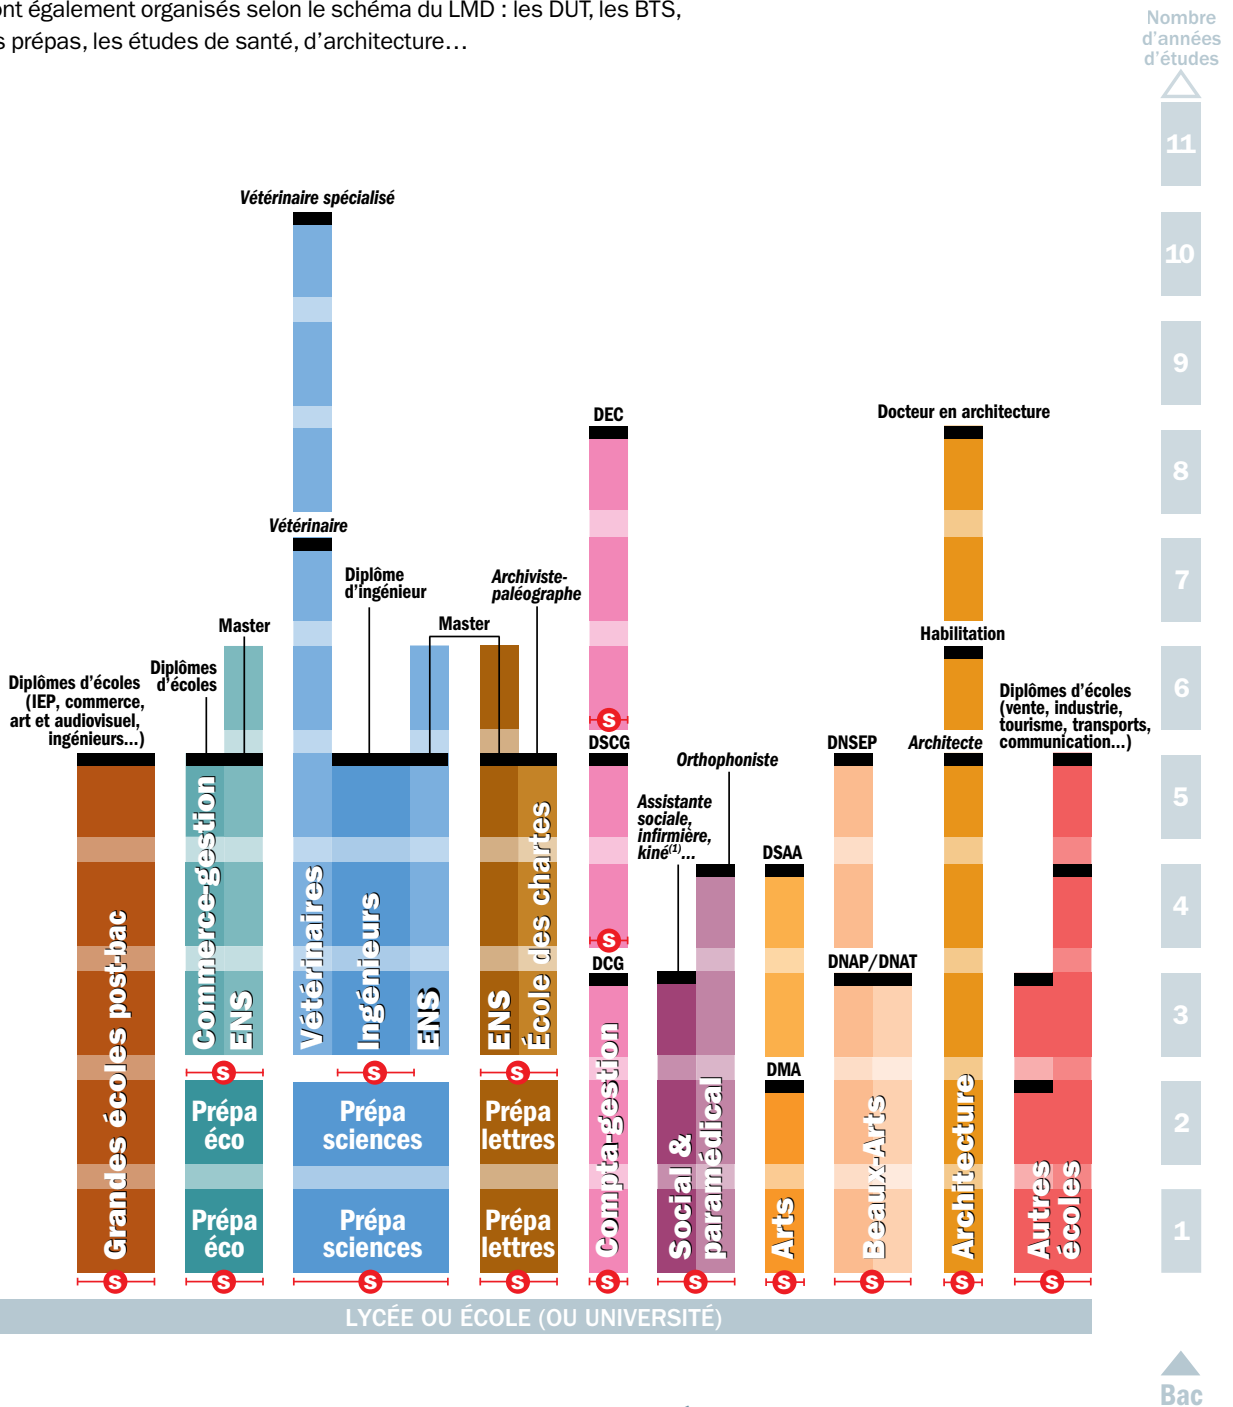 ont également organisés selon le schéma du LMD : les DUT, les BTS,
s prépas, les études de santé, d'architecture…
Nombre
d'années
d'études
11
10
9
8
7
6
5
4
3
2
1
Bac
Vétérinaire spécialisé
Vétérinaire
DEC
Docteur en architecture
Diplôme
d'ingénieur
Archiviste-
paléographe
Master
Master
Habilitation
Diplômes
d'écoles
Diplômes d'écoles
(IEP, commerce,
art et audiovisuel,
ingénieurs...)
Diplômes d'écoles
(vente, industrie,
tourisme, transports,
communication...)
S
DSCG
DNSEP
Architecte
Orthophoniste
Assistante
sociale,
infirmière,
kiné(1)...
DSAA
S
DCG
DNAP/DNAT
DMA
Grandes écoles post-bac
Commerce-gestion
ENS
Vétérinaires
Ingénieurs
ENS
ENS
École des chartes
Compta-gestion
Social &
paramédical
Arts
Beaux-Arts
Architecture
Autres
écoles
S
S
S
Prépa
éco
Prépa
sciences
Prépa
lettres
Prépa
éco
Prépa
sciences
Prépa
lettres
S
S
S
S
S
S
S
S
S
S
LYCÉE OU ÉCOLE (OU UNIVERSITÉ)